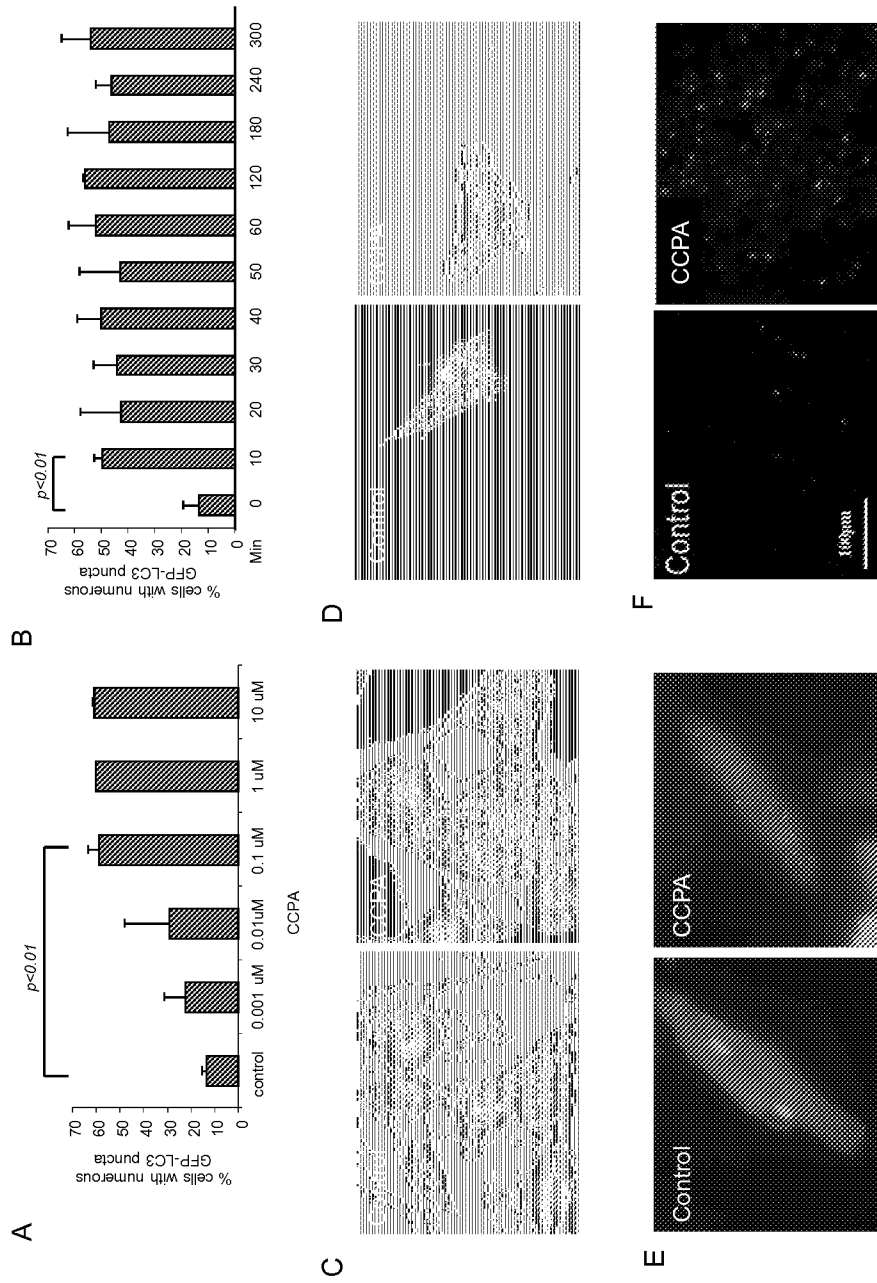 A
% cells with numerous
GFP-LC3 puncta
70
60
50
40
30
20
10
0
p<0.01
control
0.001 uM
0.01uM
0.1 uM
1 uM
10 uM
CCPA
B
% cells with numerous
GFP-LC3 puncta
70
60
50
40
30
20
10
0
p<0.01
Min
0
10
20
30
40
50
60
120
180
240
300
C
Control
CCPA
D
Control
CCPA
E
Control
CCPA
F
Control
100μm
CCPA